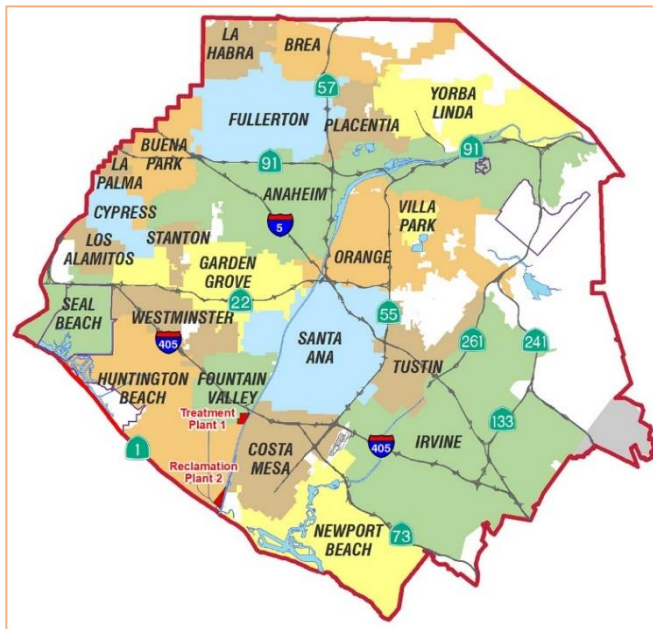 LA
HABRA
BREA
57
YORBA
LINDA
FULLERTON
PLACENTIA
BUENA
PARK
91
91
LA
PALMA
ANAHEIM
CYPRESS
5
VILLA
PARK
STANTON
LOS
ALAMITOS
ORANGE
GARDEN
GROVE
22
SEAL
BEACH
WESTMINSTER
55
SANTA
ANA
261
241
405
TUSTIN
HUNTINGTON
BEACH
FOUNTAIN
VALLEY
Treatment
Plant 1
133
COSTA
MESA
405
IRVINE
1
Reclamation
Plant 2
NEWPORT
BEACH
73